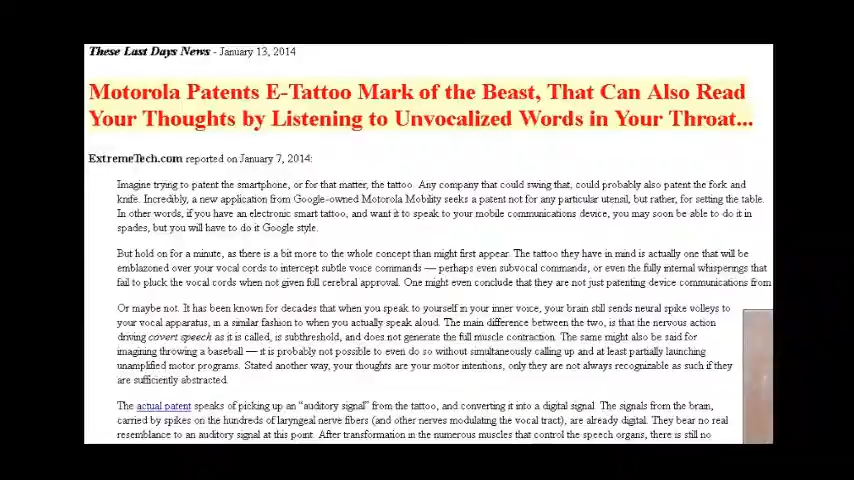 These Last Days News - January 13, 2014
Motorola Patents E-Tattoo Mark of the Beast, That Can Also Read
Your Thoughts by Listening to Unvocalized Words in Your Throat...
ExtremeTech.com reported on January 7, 2014:
Imagine trying to patent the smartphone, or for that matter, the tattoo. Any company that could swing that, could probably also patent the fork and
knife. Incredibly, a new application from Google-owned Motorola Mobility seeks a patent not for any particular utensil, but rather, for setting the table.
In other words, if you have an electronic smart tattoo, and want it to speak to your mobile communications device, you may soon be able to do it in
spades, but you will have to do it Google style.
But hold on for a minute, as there is a bit more to the whole concept than might first appear. The tattoo they have in mind is actually one that will be
emblazoned over your vocal cords to intercept subtle voice commands — perhaps even subvocal commands, or even the fully internal whisperings that
fail to pluck the vocal cords when not given full cerebral approval. One might even conclude that they are not just patenting device communications from
Or maybe not. It has been known for decades that when you speak to yourself in your inner voice, your brain still sends neural spike volleys to
your vocal apparatus, in a similar fashion to when you actually speak aloud. The main difference between the two, is that the nervous action
driving covert speech as it is called, is subthreshold, and does not generate the full muscle contraction. The same might also be said for
imagining throwing a baseball — it is probably not possible to even do so without simultaneously calling up and at least partially launching
unamplified motor programs. Stated another way, your thoughts are your motor intentions, only they are not always recognizable as such if they
are sufficiently abstracted.
The actual patent speaks of picking up an “auditory signal” from the tattoo, and converting it into a digital signal. The signals from the brain,
carried by spikes on the hundreds of laryngeal nerve fibers (and other nerves modulating the vocal tract), are already digital. They bear no real
resemblance to an auditory signal at this point. After transformation in the numerous muscles that control the speech organs, there is still no